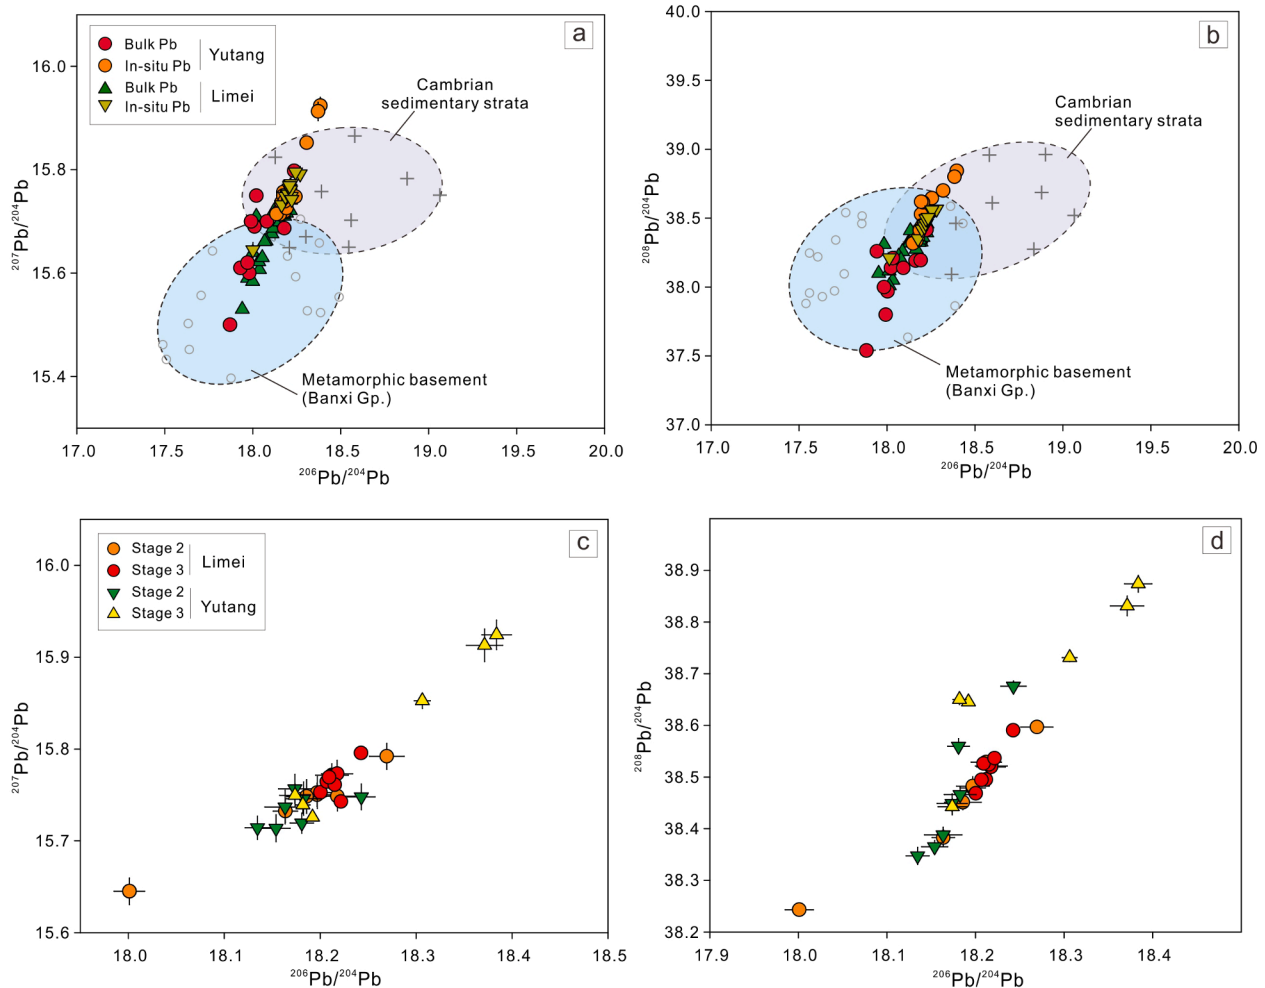 a
Bulk Pb
In-situ Pb
Yutang
Bulk Pb
In-situ Pb
Limei
Cambrian
sedimentary strata
Metamorphic basement
(Banxi Gp.)
16.0
15.8
15.6
15.4
207Pb/204Pb
17.0 17.5 18.0 18.5 19.0 19.5 20.0
206Pb/204Pb
b
Cambrian
sedimentary strata
Metamorphic basement
(Banxi Gp.)
40.0
39.5
39.0
38.5
38.0
37.5
37.0
208Pb/204Pb
17.0 17.5 18.0 18.5 19.0 19.5 20.0
206Pb/204Pb
c
Stage 2
Stage 3
Limei
Stage 2
Stage 3
Yutang
16.0
15.9
15.8
15.7
15.6
207Pb/204Pb
18.0 18.1 18.2 18.3 18.4 18.5
206Pb/204Pb
d
38.9
38.8
38.7
38.6
38.5
38.4
38.3
38.2
208Pb/204Pb
17.9 18.0 18.1 18.2 18.3 18.4
206Pb/204Pb